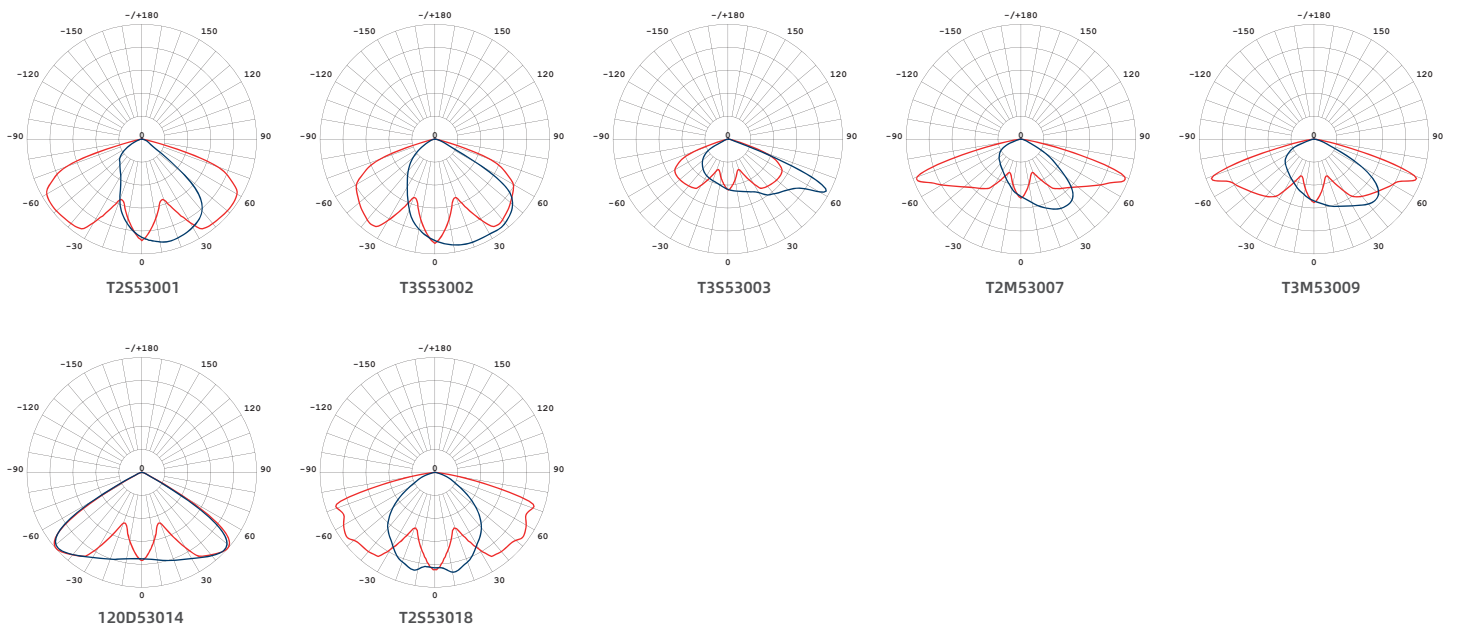 -/+180 -/+180 -/+180 -/+180 -/+180
-150 150 -150 150 -150 150 -150 150 -150 150
-120 120 -120 120 -120 120 -120 120 -120 120
-90 0 90 -90 0 90 -90 0 90 -90 0 90 -90 0 90
-60 60 -60 60 -60 60 -60 60 -60 60
-30 30 -30 30 -30 30 -30 30 -30 30
0 0 0 0 0
T2S53001 T3S53002 T3S53003 T2M53007 T3M53009
-/+180 -/+180
-150 150 -150 150
-120 120 -120 120
-90 0 90 -90 0 90
-60 60 -60 60
-30 30 -30 30
0 0
120D53014 T2S53018